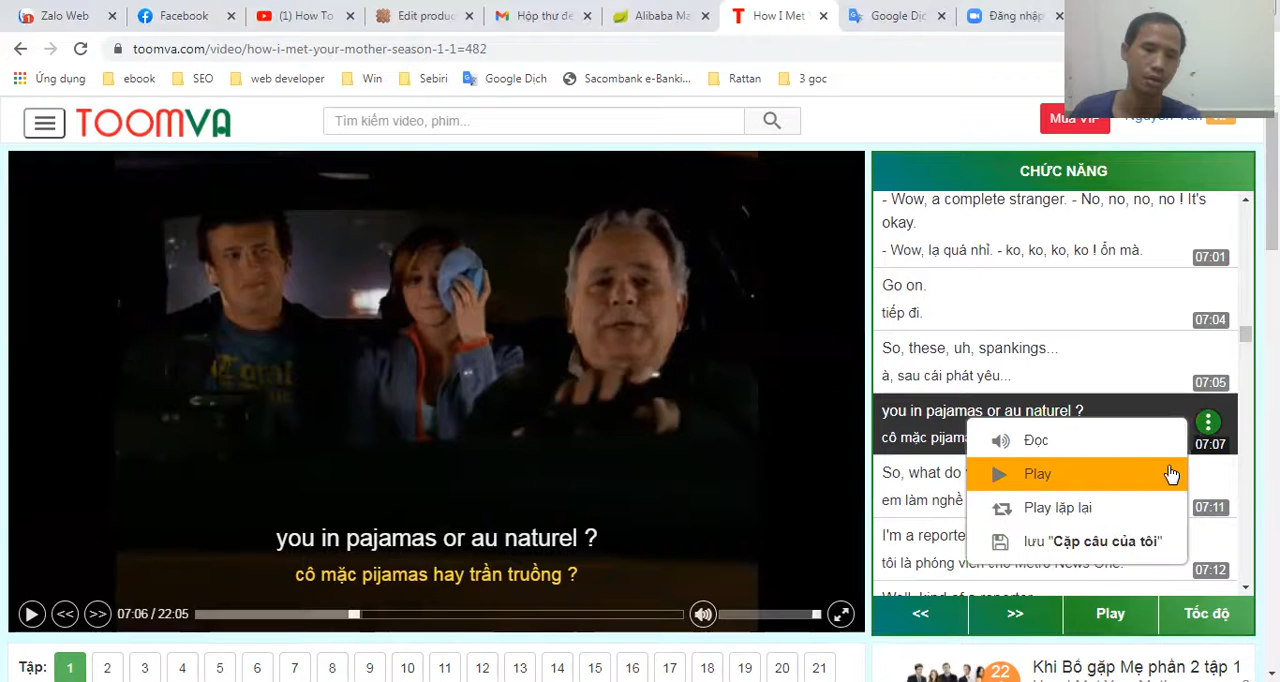 Zalo Web
Facebook
(1) How To
Edit produ
Hộp thư đế
Alibaba Ma
How I Met
Google Dịc
Đăng nhập
toomva.com/video/how-i-met-your-mother-season-1-1=482
Ứng dụng
ebook
SEO
web developer
Win
Sebiri
Google Dịch
Sacombank e-Banki...
Rattan
3 goc
TOOMVA
Tìm kiếm video, phim...
Mua VIP
CHỨC NĂNG
- Wow, a complete stranger. - No, no, no, no ! It's
okay.
- Wow, lạ quá nhỉ. - ko, ko, ko, ko ! ổn mà.
07:01
Go on.
tiếp đi.
07:04
So, these, uh, spankings...
à, sau cái phát yêu...
07:05
you in pajamas or au naturel ?
cô mặc pijam
07:07
Đọc
Play
Play lặp lại
lưu "Cặp câu của tôi"
So, what do
em làm nghề
07:11
I'm a reporte
tôi là phóng viên cho Metro News One.
07:12
Well, kind of a reporter.
you in pajamas or au naturel ?
cô mặc pijamas hay trần truồng ?
<< >> 07:06 / 22:05
<< >> Play Tốc độ
Tập: 1 2 3 4 5 6 7 8 9 10 11 12 13 14 15 16 17 18 19 20 21
22
Khi Bố gặp Mẹ phần 2 tập 1